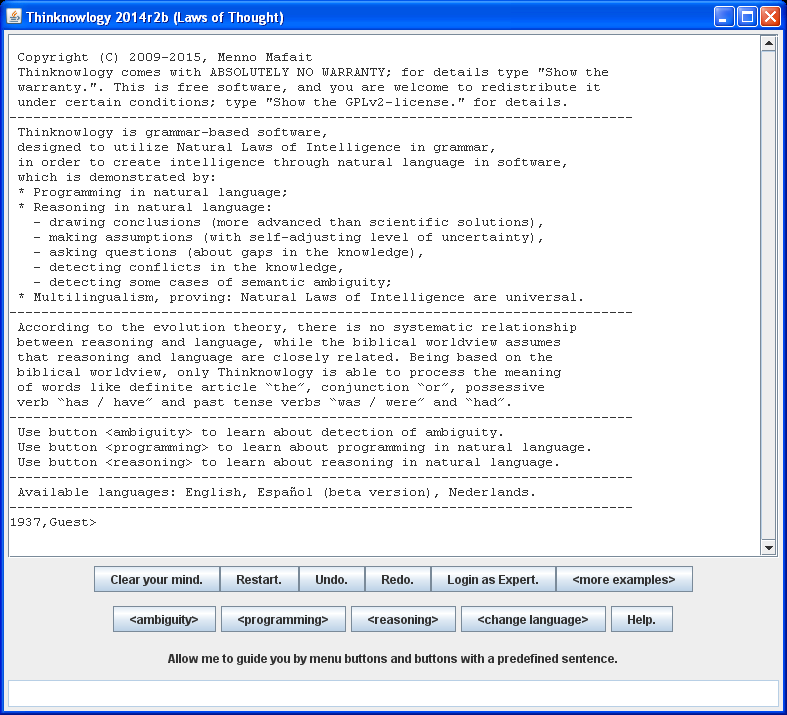 Thinknowlogy 2014r2b (Laws of Thought)
Copyright (C) 2009-2015, Menno Mafait
Thinknowlogy comes with ABSOLUTELY NO WARRANTY; for details type "Show the
warranty.". This is free software, and you are welcome to redistribute it
under certain conditions; type "Show the GPLv2-license." for details.
Thinknowlogy is grammar-based software,
designed to utilize Natural Laws of Intelligence in grammar,
in order to create intelligence through natural language in software,
which is demonstrated by:
* Programming in natural language;
* Reasoning in natural language:
- drawing conclusions (more advanced than scientific solutions),
- making assumptions (with self-adjusting level of uncertainty),
- asking questions (about gaps in the knowledge),
- detecting conflicts in the knowledge,
- detecting some cases of semantic ambiguity;
* Multilingualism, proving: Natural Laws of Intelligence are universal.
According to the evolution theory, there is no systematic relationship
between reasoning and language, while the biblical worldview assumes
that reasoning and language are closely related. Being based on the
biblical worldview, only Thinknowlogy is able to process the meaning
of words like definite article “the”, conjunction “or”, possessive
verb “has / have” and past tense verbs “was / were” and “had”.
Use button <ambiguity> to learn about detection of ambiguity.
Use button <programming> to learn about programming in natural language.
Use button <reasoning> to learn about reasoning in natural language.
Available languages: English, Español (beta version), Nederlands.
1937,Guest>
Clear your mind. Restart. Undo. Redo. Login as Expert. <more examples>
<ambiguity> <programming> <reasoning> <change language> Help.
Allow me to guide you by menu buttons and buttons with a predefined sentence.